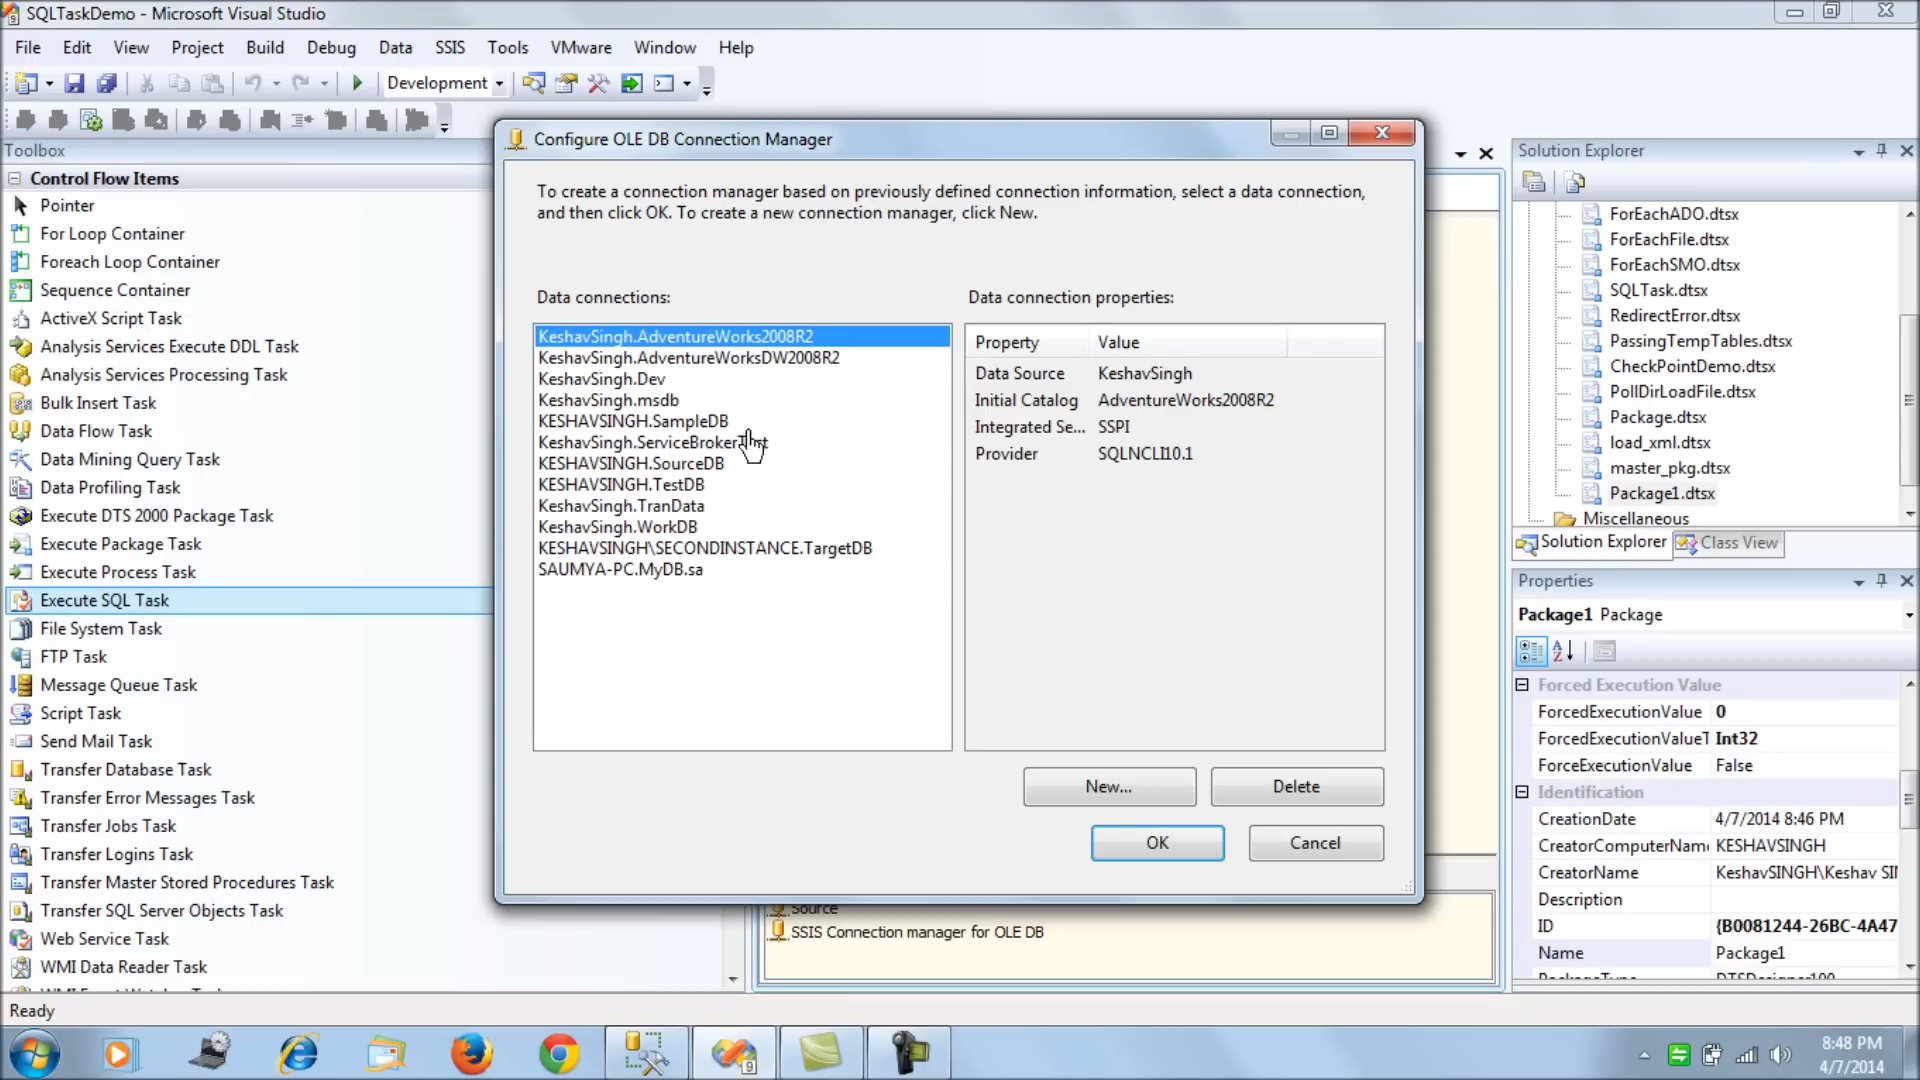 SQLTaskDemo - Microsoft Visual Studio
File Edit View Project Build Debug Data SSIS Tools VMware Window Help
Development
Toolbox
Control Flow Items
Pointer
For Loop Container
Foreach Loop Container
Sequence Container
ActiveX Script Task
Analysis Services Execute DDL Task
Analysis Services Processing Task
Bulk Insert Task
Data Flow Task
Data Mining Query Task
Data Profiling Task
Execute DTS 2000 Package Task
Execute Package Task
Execute Process Task
Execute SQL Task
File System Task
FTP Task
Message Queue Task
Script Task
Send Mail Task
Transfer Database Task
Transfer Error Messages Task
Transfer Jobs Task
Transfer Logins Task
Transfer Master Stored Procedures Task
Transfer SQL Server Objects Task
Web Service Task
WMI Data Reader Task
Configure OLE DB Connection Manager
To create a connection manager based on previously defined connection information, select a data connection,
and then click OK. To create a new connection manager, click New.
Data connections:
KeshavSingh.AdventureWorks2008R2
KeshavSingh.AdventureWorksDW2008R2
KeshavSingh.Dev
KeshavSingh.msdb
KESHAVSINGH.SampleDB
KESHAVSINGH.SourceDB
KESHAVSINGH.TestDB
KeshavSingh.TranData
KeshavSingh.WorkDB
KESHAVSINGH\SECONDINSTANCE.TargetDB
SAUMYA-PC.MyDB.sa
Data connection properties:
Property Value
Data Source KeshavSingh
Initial Catalog AdventureWorks2008R2
Integrated Se... SSPI
Provider SQLNCLI10.1
New... Delete
OK Cancel
Source
SSIS Connection manager for OLE DB
Solution Explorer
ForEachADO.dtsx
ForEachFile.dtsx
ForEachSMO.dtsx
SQLTask.dtsx
RedirectError.dtsx
PassingTempTables.dtsx
CheckPointDemo.dtsx
PollDirLoadFile.dtsx
Package.dtsx
load_xml.dtsx
master_pkg.dtsx
Package1.dtsx
Miscellaneous
Solution Explorer Class View
Properties
Package1 Package
Forced Execution Value
ForcedExecutionValue 0
ForcedExecutionValueT Int32
ForceExecutionValue False
Identification
CreationDate 4/7/2014 8:46 PM
CreatorComputerName KESHAVSINGH
CreatorName KeshavSINGH\Keshav SIN
Description
ID {B0081244-26BC-4A47
Name Package1
Ready
8:48 PM
4/7/2014